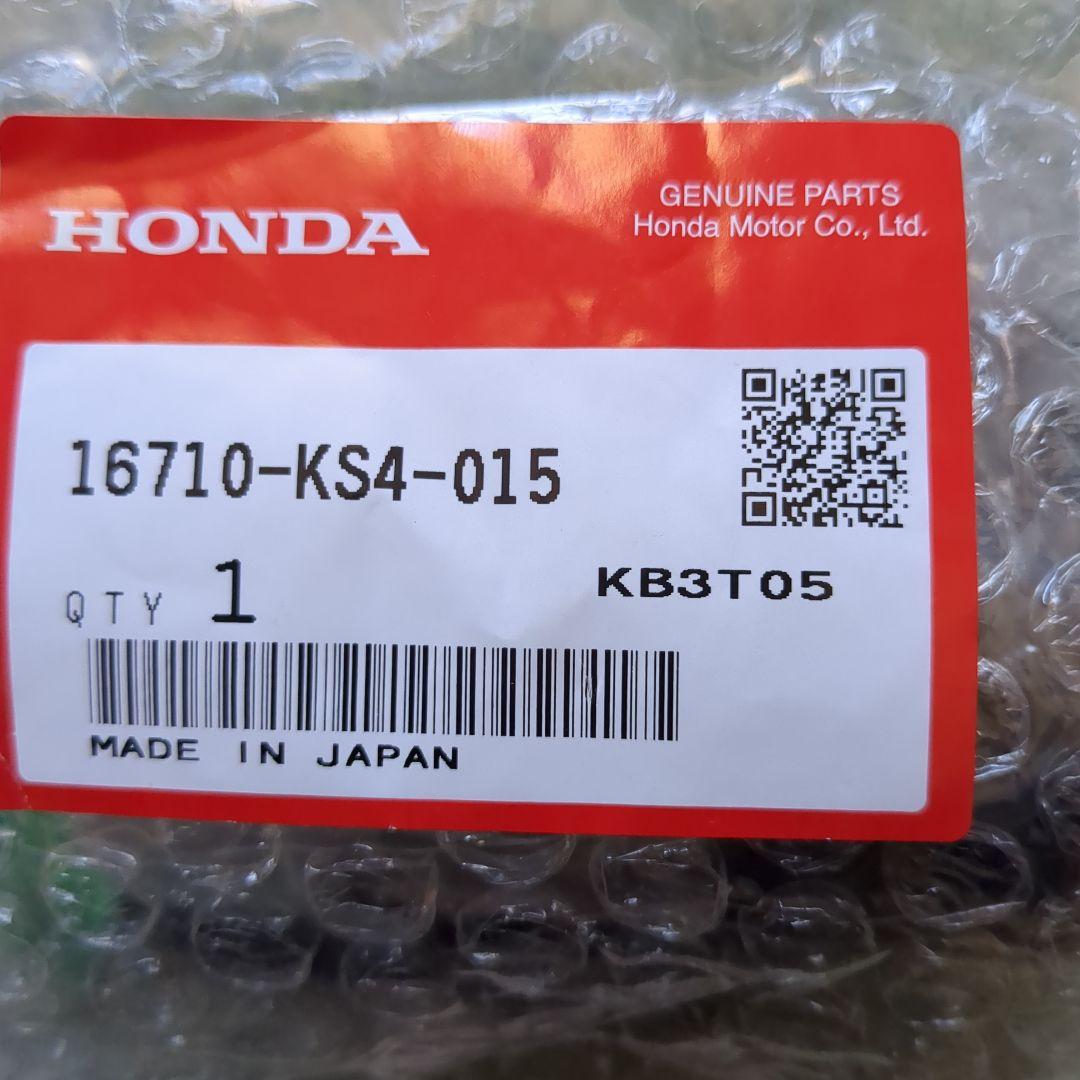 HONDA
GENUINE PARTS
Honda Motor Co., Ltd.
16710-KS4-015
QTY 1
KB3T05
MADE IN JAPAN